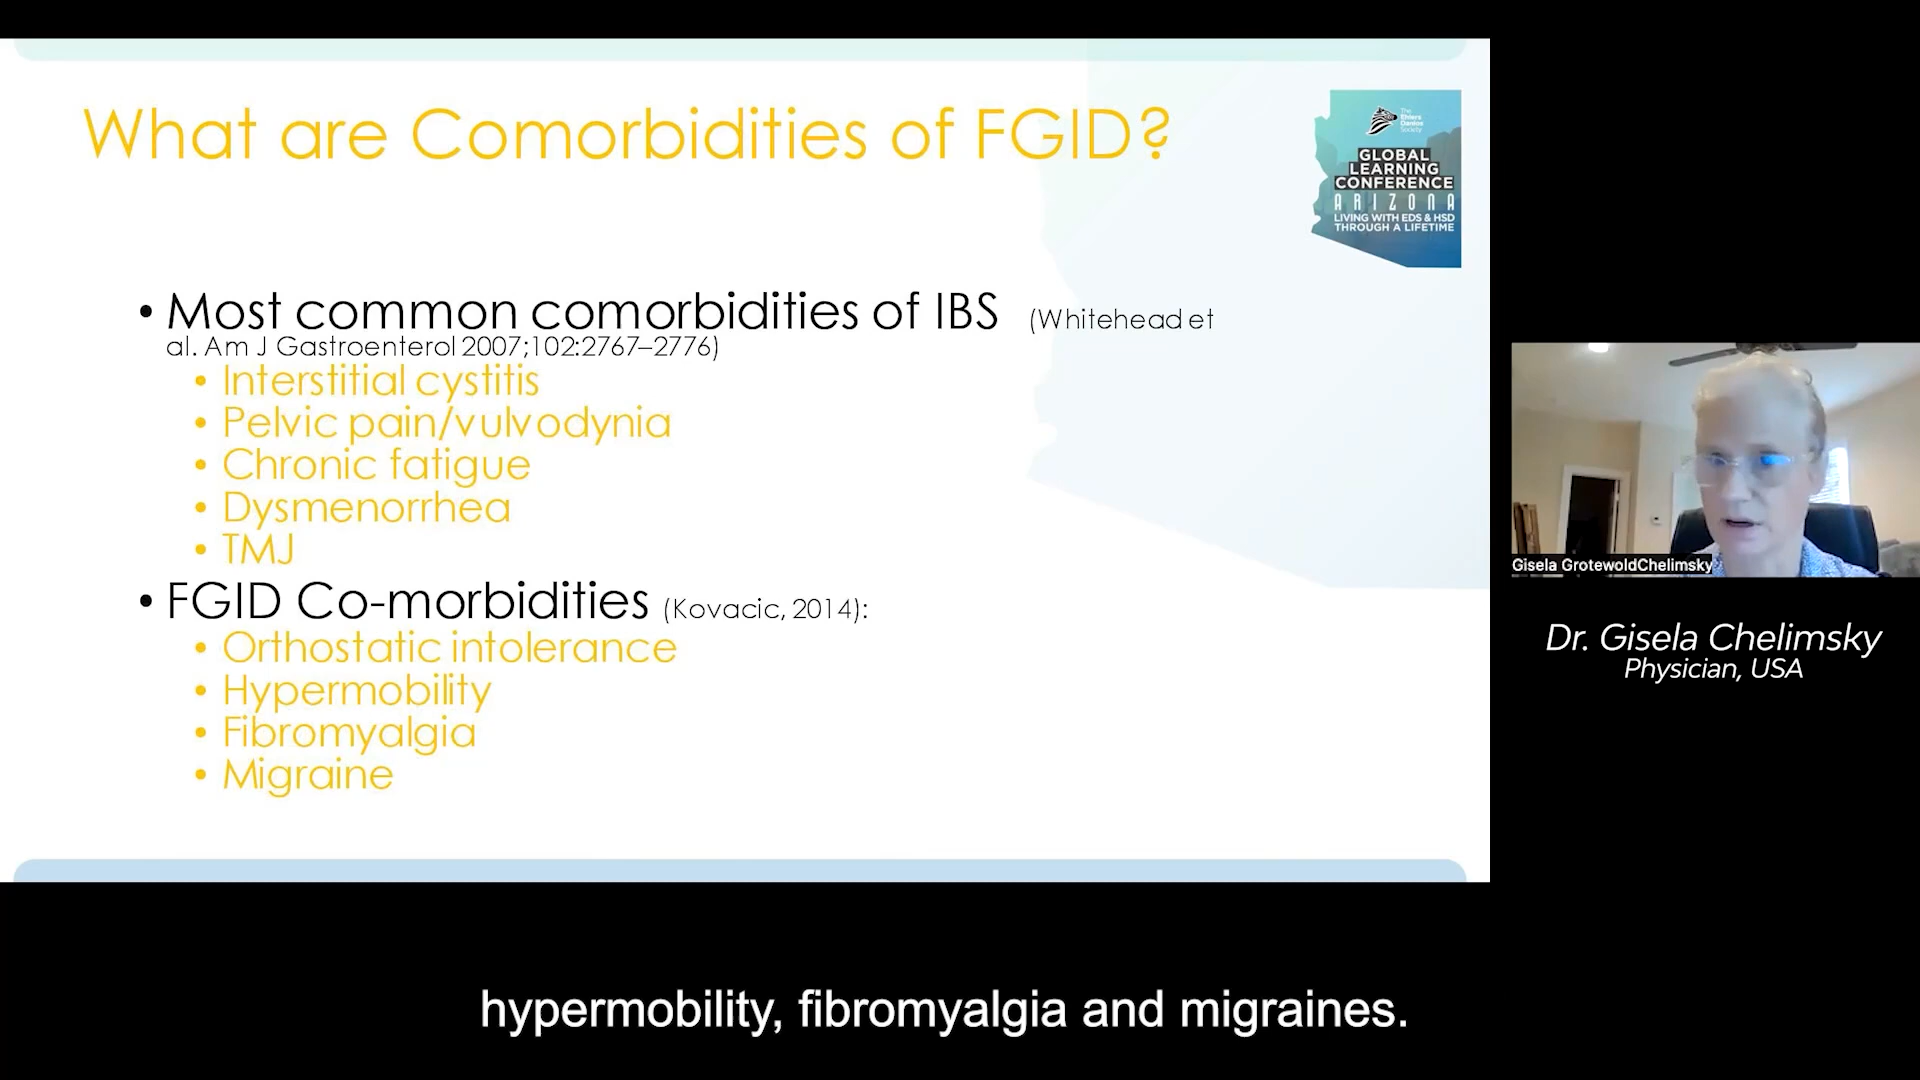 What are Comorbidities of FGID?
The
Ehlers
Danlos
Society
GLOBAL
LEARNING
CONFERENCE
ARIZONA
LIVING WITH EDS & HSD
THROUGH A LIFETIME
• Most common comorbidities of IBS (Whitehead et
al. Am J Gastroenterol 2007;102:2767–2776)
• Interstitial cystitis
• Pelvic pain/vulvodynia
• Chronic fatigue
• Dysmenorrhea
• TMJ
• FGID Co-morbidities (Kovacic, 2014):
• Orthostatic intolerance
• Hypermobility
• Fibromyalgia
• Migraine
Gisela GrotewoldChelimsky
Dr. Gisela Chelimsky
Physician, USA
hypermobility, fibromyalgia and migraines.